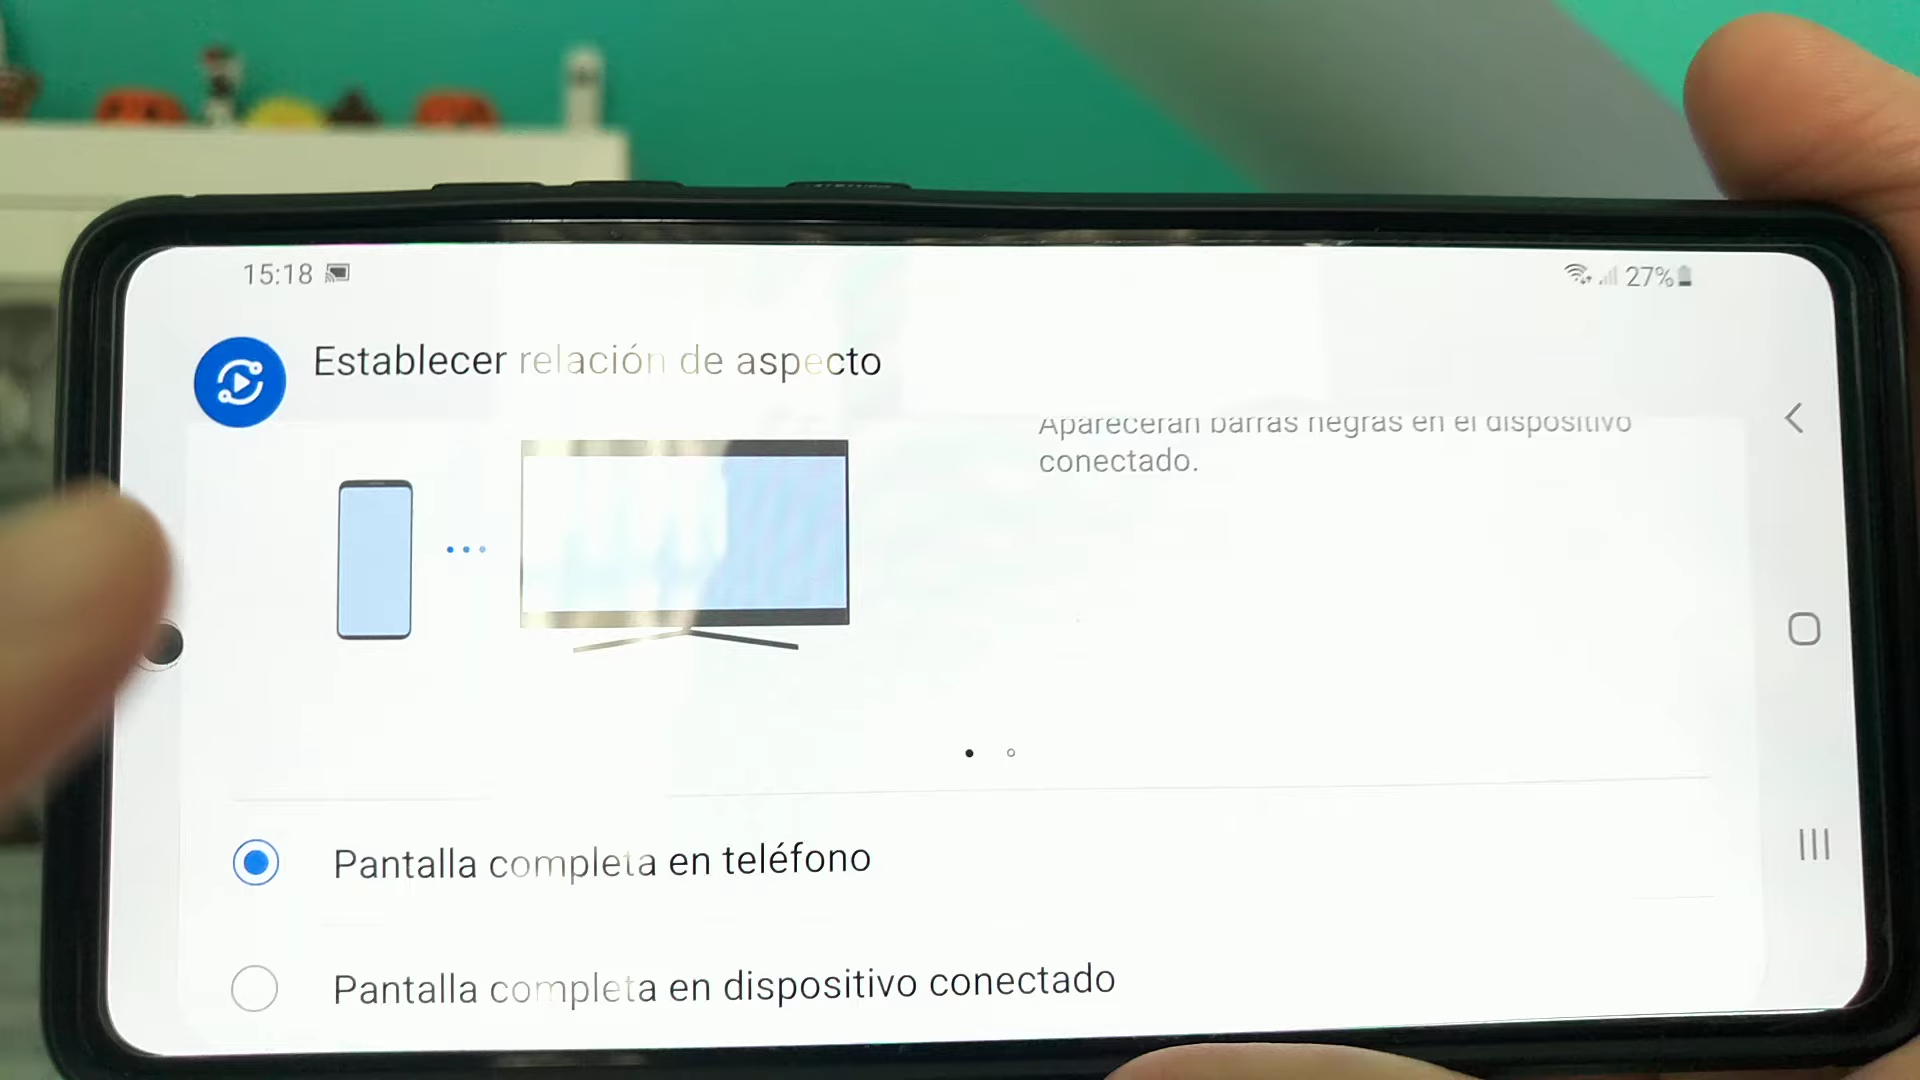 15:18
27%
Establecer relación de aspecto
Aparecerán barras negras en el dispositivo
conectado.
Pantalla completa en teléfono
Pantalla completa en dispositivo conectado